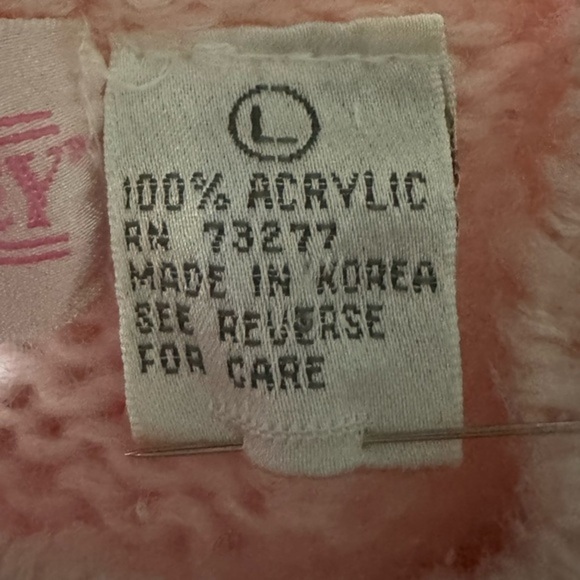 L
100% ACRYLIC
RN 73277
MADE IN KOREA
SEE REVERSE
FOR CARE